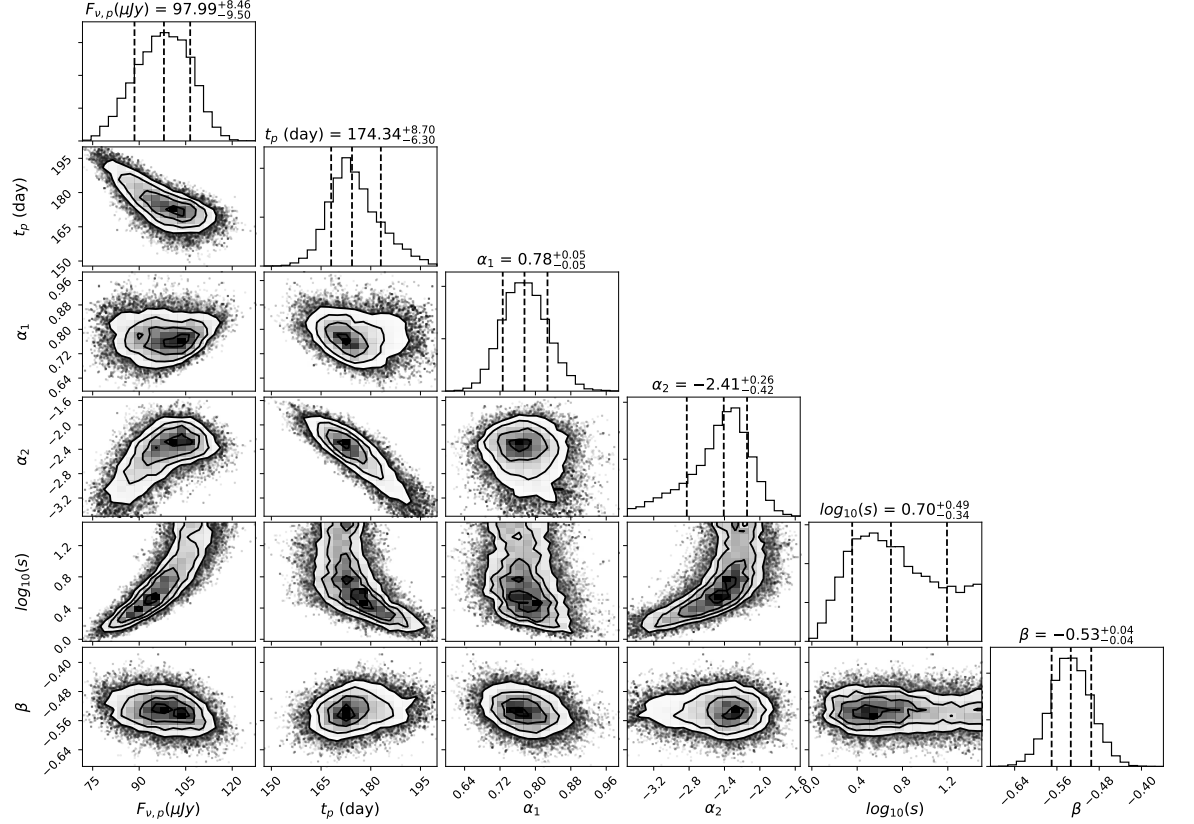 F_{ν,p}(μJy) = 97.99^{+8.46}_{−9.50}
t_p (day) = 174.34^{+8.70}_{−6.30}
195
180
165
150
t_p (day)
α_1 = 0.78^{+0.05}_{−0.05}
0.96
0.88
0.80
0.72
0.64
α_1
α_2 = −2.41^{+0.26}_{−0.42}
−1.6
−2.0
−2.4
−2.8
−3.2
α_2
log_{10}(s) = 0.70^{+0.49}_{−0.34}
1.2
0.8
0.4
0.0
log_{10}(s)
β = −0.53^{+0.04}_{−0.04}
−0.40
−0.48
−0.56
−0.64
β
75 90 105 120
150 165 180 195
0.64 0.72 0.80 0.88 0.96
−3.2 −2.8 −2.4 −2.0 −1.6
0.0 0.4 0.8 1.2
−0.64 −0.56 −0.48 −0.40
F_{ν,p}(μJy) t_p (day) α_1 α_2 log_{10}(s) β